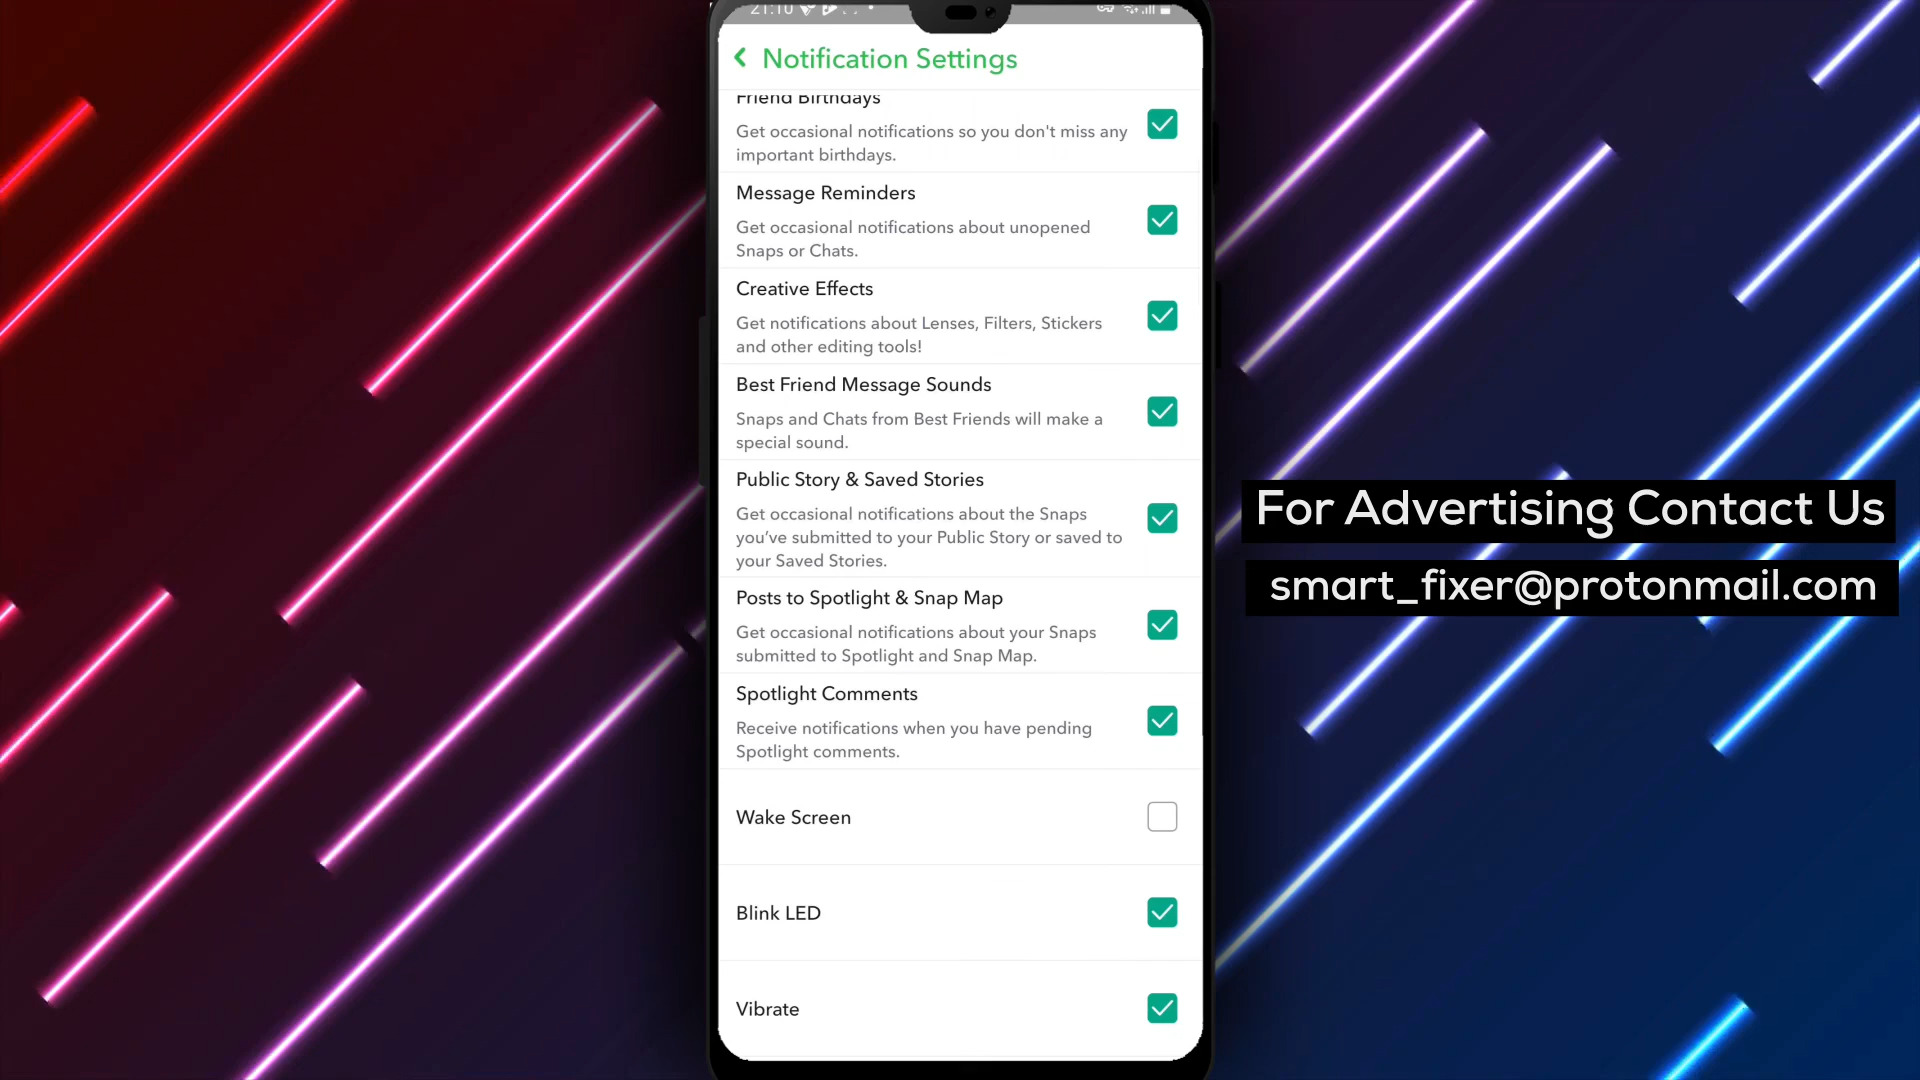 21:10
Notification Settings
Friend Birthdays
Get occasional notifications so you don't miss any
important birthdays.
Message Reminders
Get occasional notifications about unopened
Snaps or Chats.
Creative Effects
Get notifications about Lenses, Filters, Stickers
and other editing tools!
Best Friend Message Sounds
Snaps and Chats from Best Friends will make a
special sound.
Public Story & Saved Stories
Get occasional notifications about the Snaps
you’ve submitted to your Public Story or saved to
your Saved Stories.
Posts to Spotlight & Snap Map
Get occasional notifications about your Snaps
submitted to Spotlight and Snap Map.
Spotlight Comments
Receive notifications when you have pending
Spotlight comments.
Wake Screen
Blink LED
Vibrate
For Advertising Contact Us
smart_fixer@protonmail.com